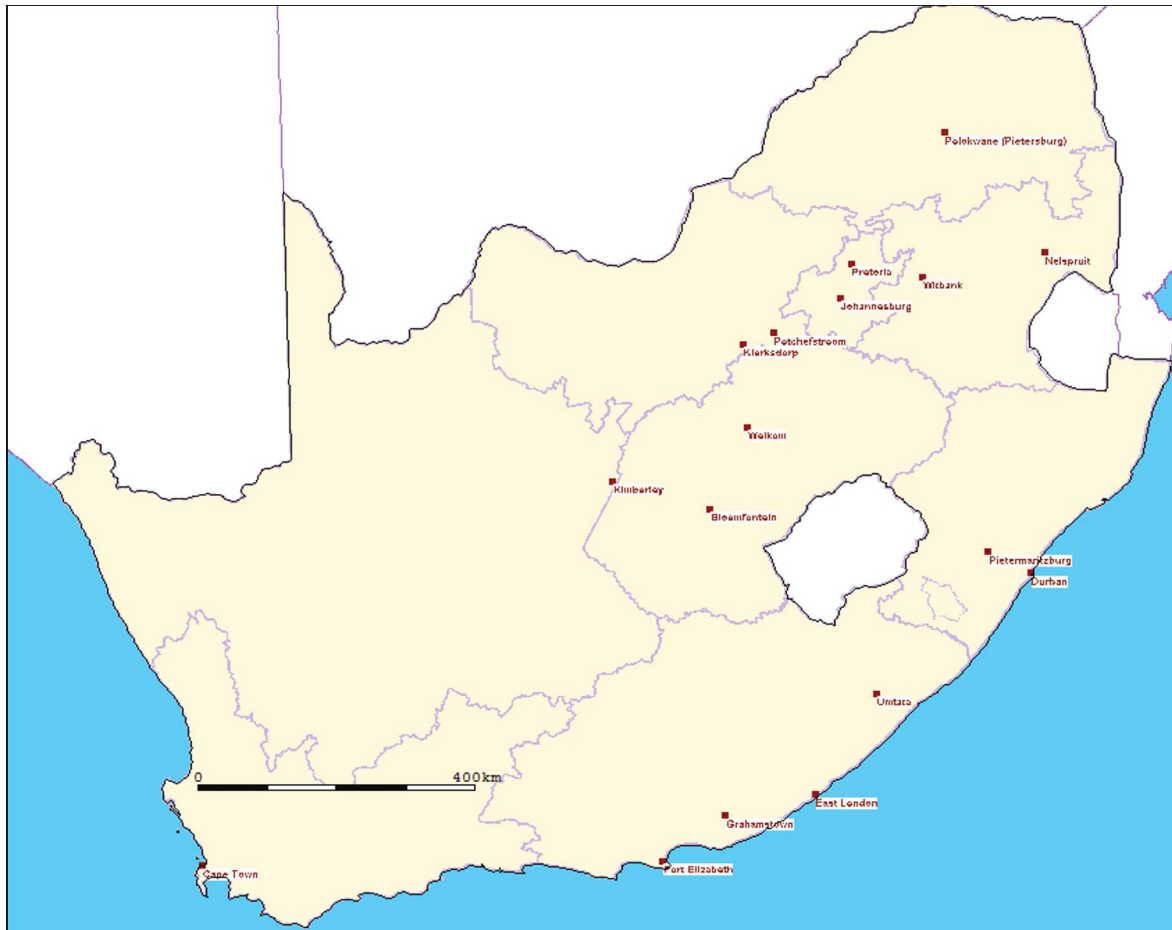 Polokwane (Pietersburg)
Nelspruit
Pretoria
Witbank
Johannesburg
Potchefstroom
Klerksdorp
Welkom
Kimberley
Bloemfontein
Pietermaritzburg
Durban
Umtata
0 400km
East London
Grahamstown
Port Elizabeth
Cape Town